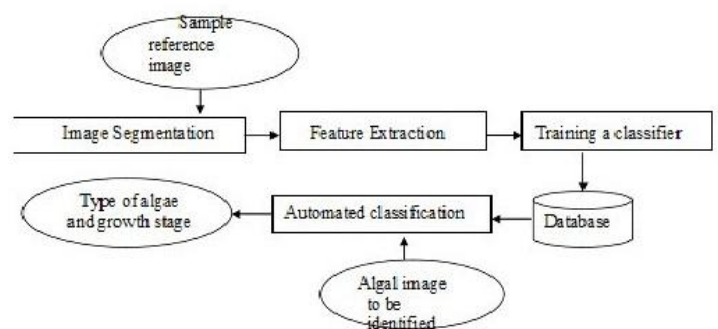 Sample
reference
image
Image Segmentation
Feature Extraction
Training a classifier
Type of algae
and growth stage
Automated classification
Database
Algal image
to be
identified